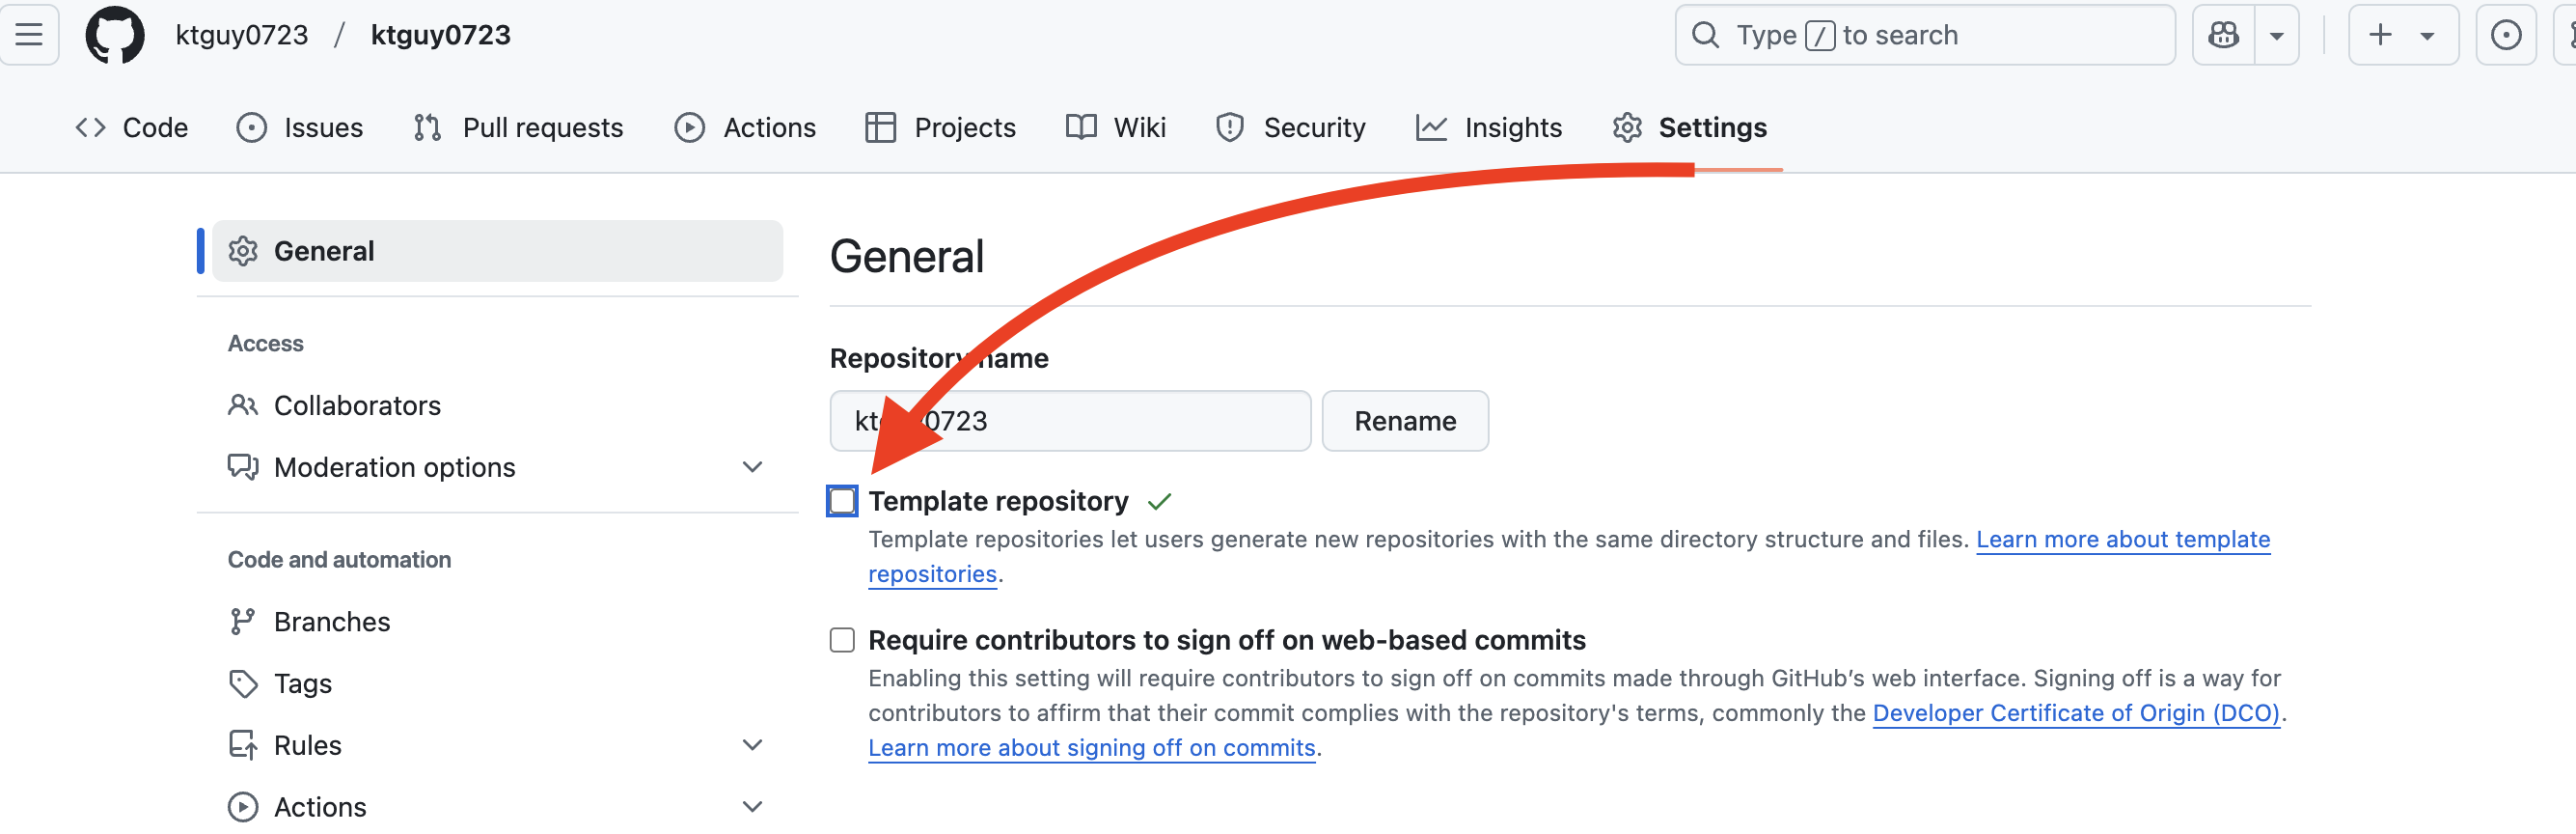 ktguy0723 / ktguy0723
Type / to search
Code Issues Pull requests Actions Projects Wiki Security Insights Settings
General
Access
Collaborators
Moderation options
Code and automation
Branches
Tags
Rules
Actions
General
Repository name
ktguy0723
Rename
Template repository
Template repositories let users generate new repositories with the same directory structure and files. Learn more about template
repositories.
Require contributors to sign off on web-based commits
Enabling this setting will require contributors to sign off on commits made through GitHub’s web interface. Signing off is a way for
contributors to affirm that their commit complies with the repository's terms, commonly the Developer Certificate of Origin (DCO).
Learn more about signing off on commits.